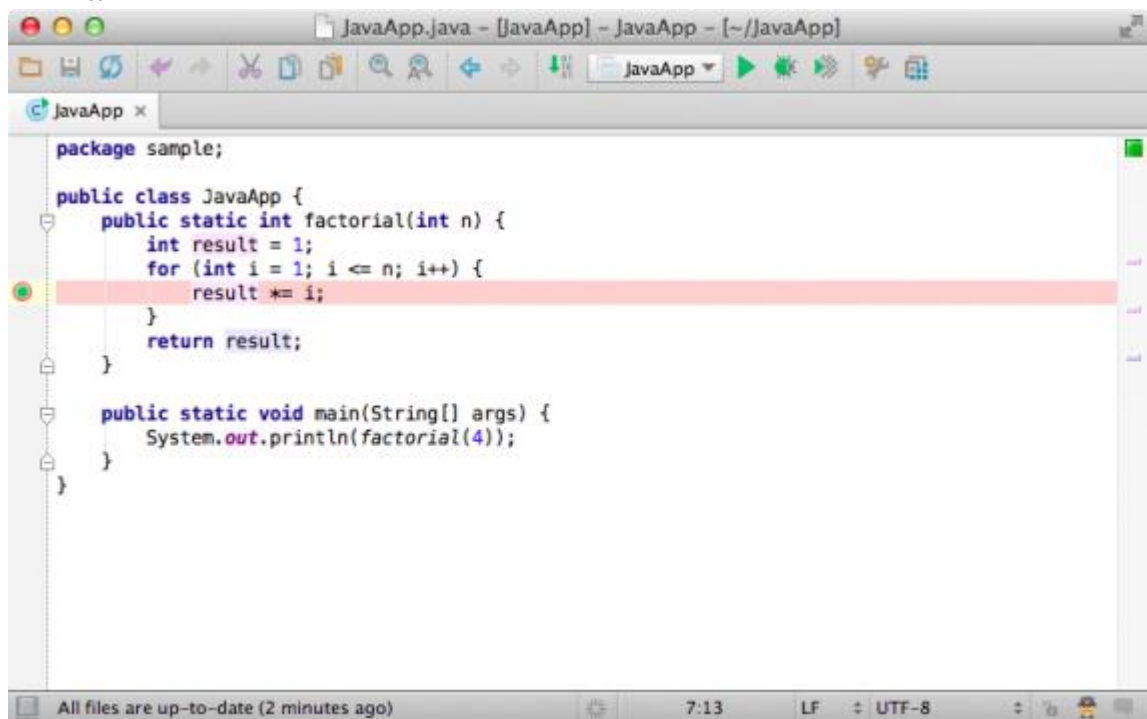 JavaApp.java – [JavaApp] – JavaApp – [~/JavaApp]
JavaApp
JavaApp ×
package sample;
public class JavaApp {
    public static int factorial(int n) {
        int result = 1;
        for (int i = 1; i <= n; i++) {
            result *= i;
        }
        return result;
    }
    public static void main(String[] args) {
        System.out.println(factorial(4));
    }
}
All files are up-to-date (2 minutes ago) 7:13 LF UTF-8